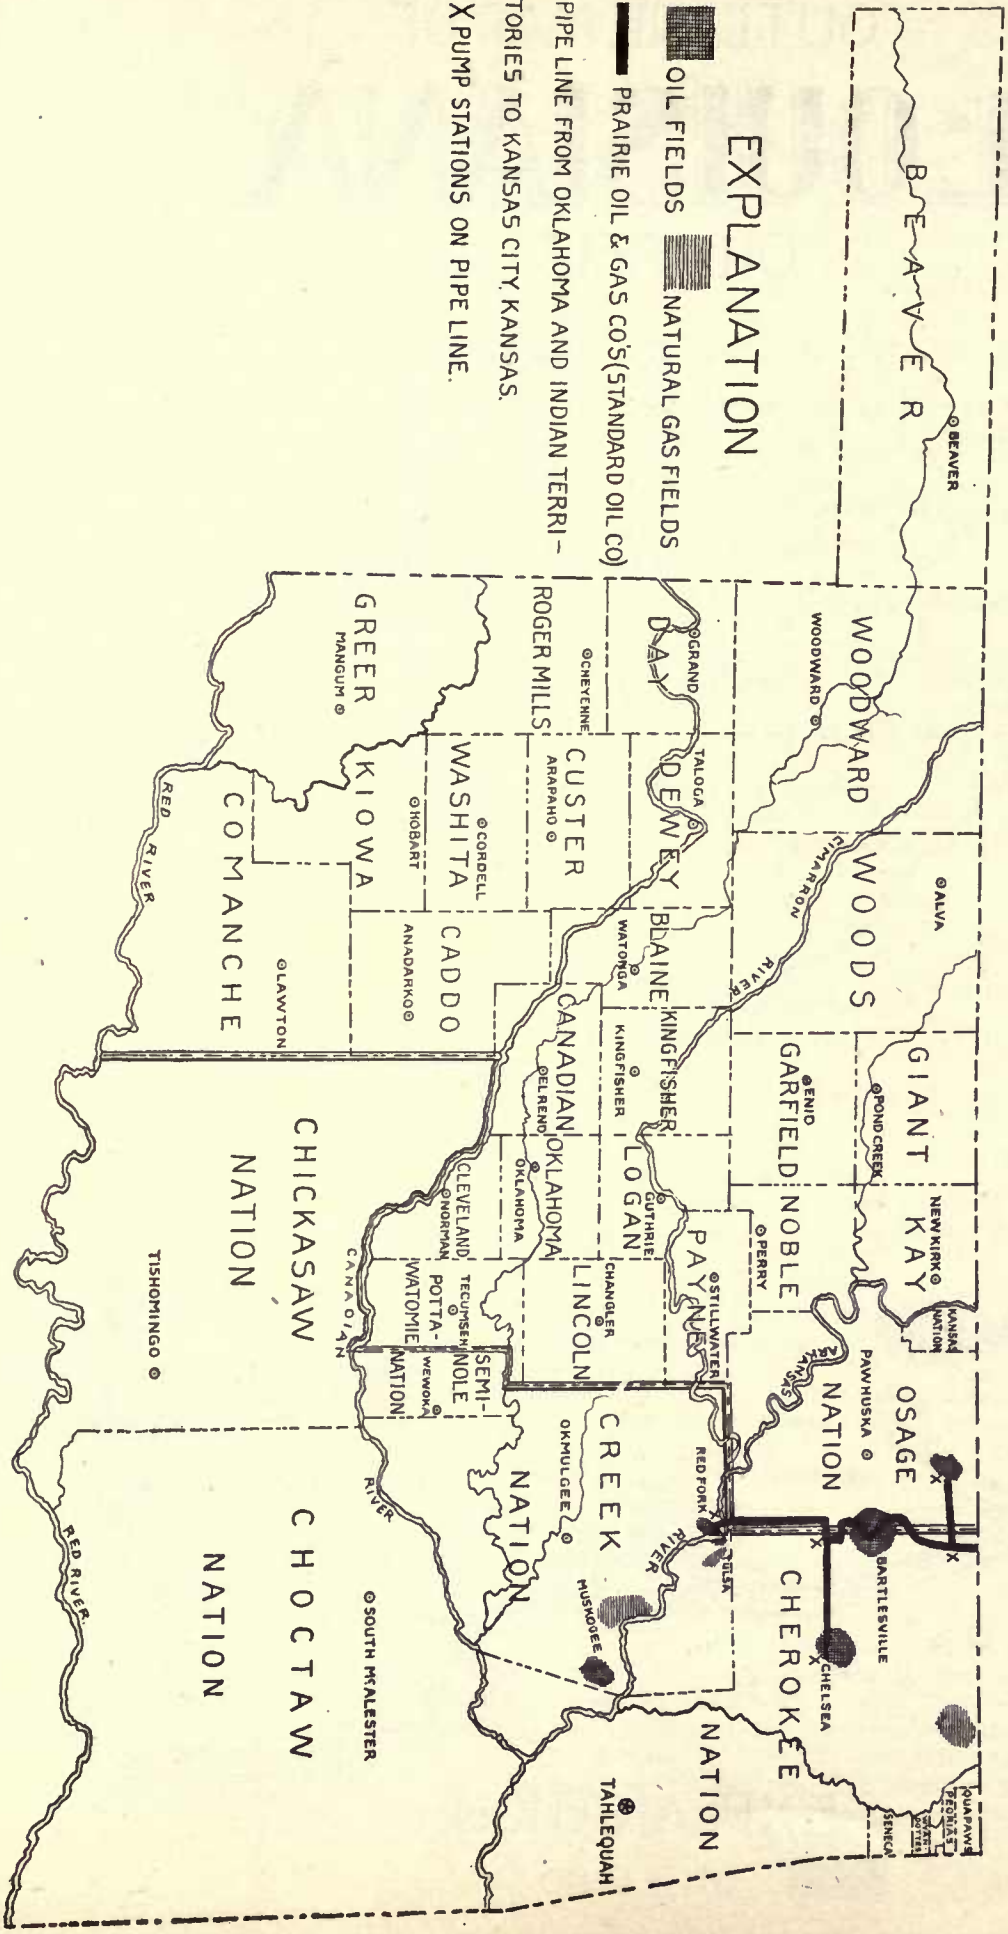 EXPLANATION
OIL FIELDS
NATURAL GAS FIELDS
PRAIRIE OIL & GAS CO'S (STANDARD OIL CO)
PIPE LINE FROM OKLAHOMA AND INDIAN TERRI-
TORIES TO KANSAS CITY, KANSAS.
X PUMP STATIONS ON PIPE LINE.
BEAVER
BEAVER
WOODWARD
WOODWARD
WOODS
ALVA
CIMARRON RIVER
GIANT
POND CREEK
KAY
NEWKIRK
KANSAS
NATION
OSAGE
NATION
PAWHUSKA
ARKANSAS
GARFIELD
ENID
NOBLE
PERRY
DAY
GRAND
DEWEY
TALOGA
BLAINE
WATONGA
KINGFISHER
KINGFISHER
LOGAN
GUTHRIE
PAYNE
STILLWATER
ROGER MILLS
CHEYENNE
CUSTER
ARAPAHO
WASHITA
CORDELL
CADDO
ANADARKO
CANADIAN
ELRENO
OKLAHOMA
OKLAHOMA
LINCOLN
CHANGLER
CLEVELAND
NORMAN
POTTA-
WATOMIE
TECUMSEH
SEMI-
NOLE
NATION
WEWOKA
GREER
MANGUM
KIOWA
HOBART
COMANCHE
LAWTON
RED RIVER
CHICKASAW
NATION
TISHOMINGO
CANADIAN RIVER
CREEK
NATION
OKMULGEE
RED FORK
TULSA
RIVER
MUSKOGEE
CHEROKEE
NATION
BARTLESVILLE
CHELSEA
X
X
X
X
X
TAHLEQUAH
QUAPAWS
PEORIAS
WYAN
DOTTES
SENECA
CHOCTAW
NATION
SOUTH McALESTER
RED RIVER